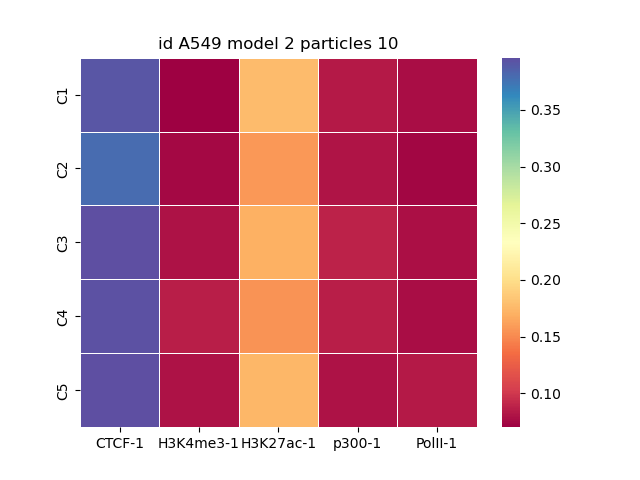 id A549 model 2 particles 10
C1
C2
C3
C4
C5
CTCF-1 H3K4me3-1 H3K27ac-1 p300-1 PolII-1
0.35
0.30
0.25
0.20
0.15
0.10